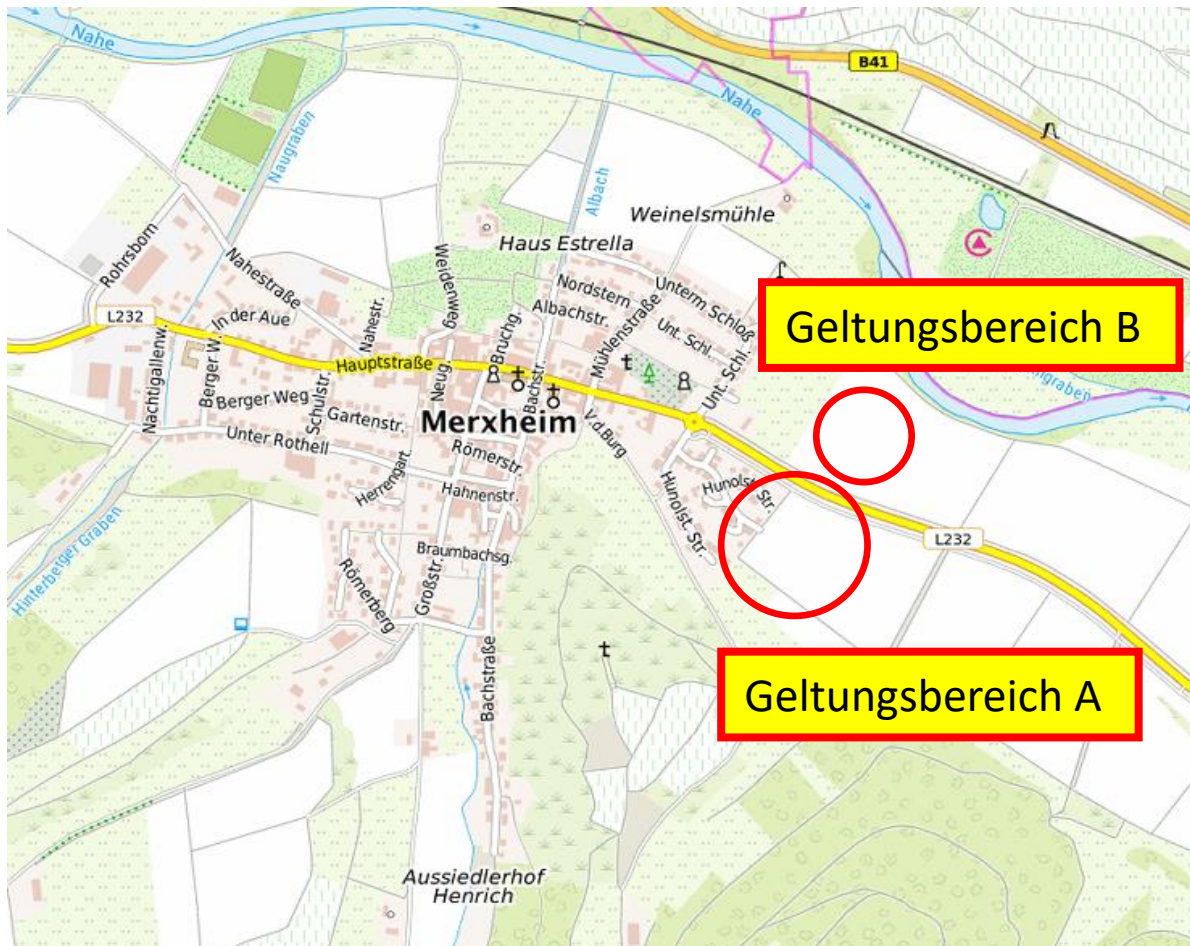 Nahe
B41
Nahe
Naugraben
Albach
Weinelsmühle
Haus Estrella
Rohrsborn
Nahestraße
Weidenweg
Nordstern
Unterm Schloß
Albachstr.
Unt. Schl.
Mühlenstraße
L232
In der Aue
Nahestr.
Bruchg.
Geltungsbereich B
Hauptstraße
Neug.
Bachstr.
Unt. Schl.
Nachtigallenw.
Berger W.
Berger Weg
Schulstr.
Gartenstr.
Merxheim
V.d.Burg
Unter Rothell
Römerstr.
Herrengart.
Hahnenstr.
Hunolst. Str.
Hunolst. Str.
L232
Hinterberger Graben
Braumbachsg.
Römerberg
Großstr.
Bachstraße
Geltungsbereich A
Aussiedlerhof
Henrich